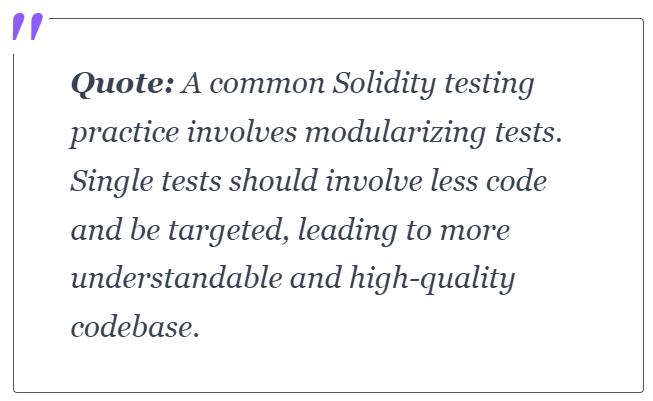 "
Quote: A common Solidity testing
practice involves modularizing tests.
Single tests should involve less code
and be targeted, leading to more
understandable and high-quality
codebase.